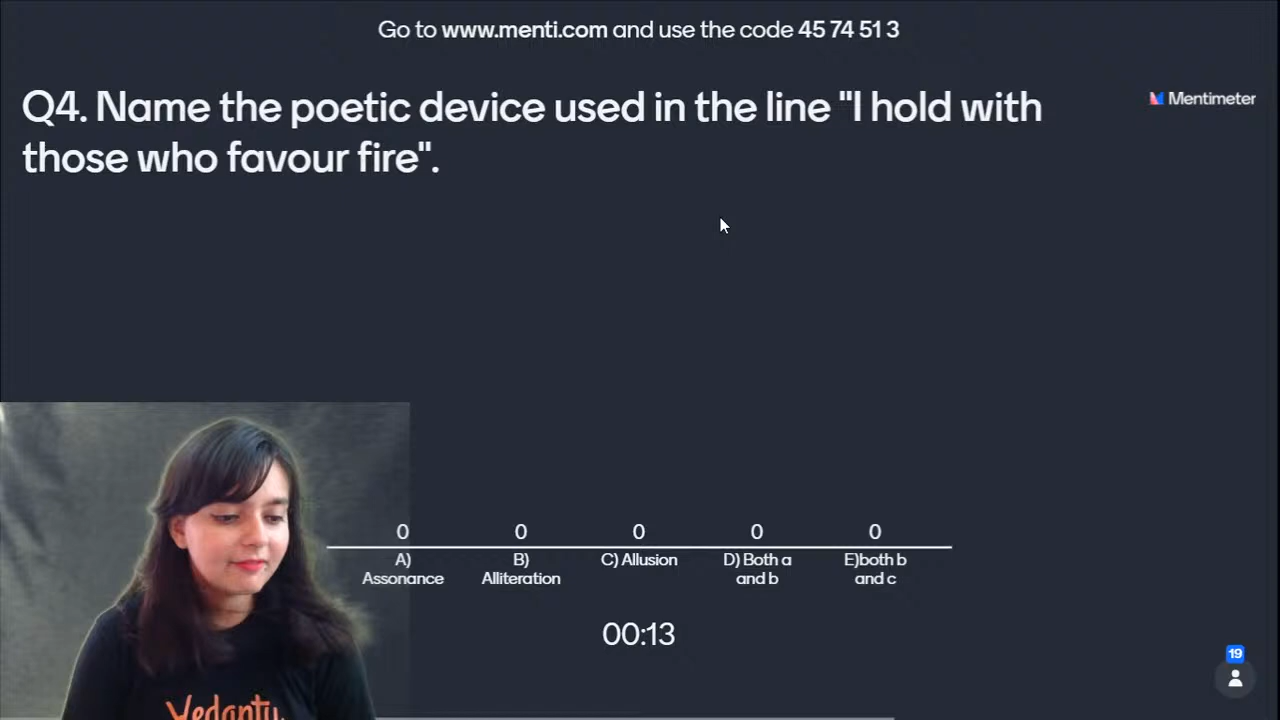 Go to www.menti.com and use the code 45 74 51 3
Q4. Name the poetic device used in the line "I hold with
those who favour fire".
Mentimeter
0 0 0 0 0
A)
Assonance
B)
Alliteration
C) Allusion
D) Both a
and b
E)both b
and c
00:13
19
Vedantu